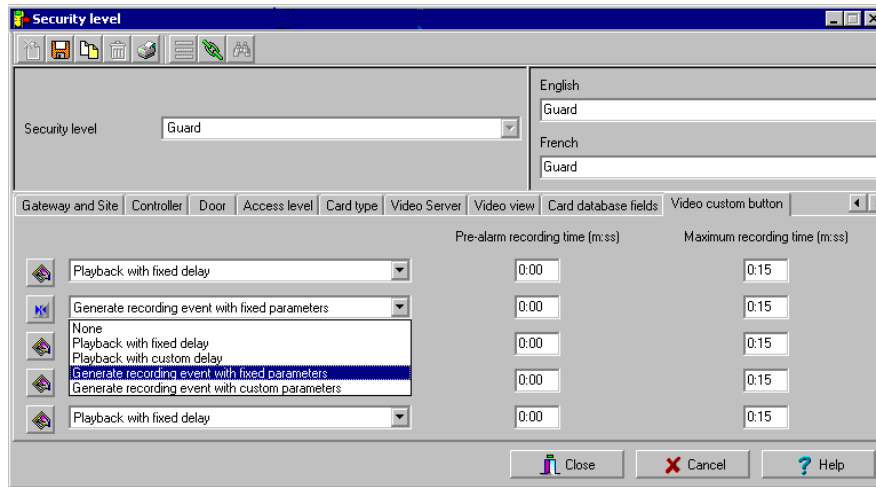 Security level
English
Security level
Guard
Guard
French
Guard
Gateway and Site
Controller
Door
Access level
Card type
Video Server
Video view
Card database fields
Video custom button
Pre-alarm recording time (m:ss)
Maximum recording time (m:ss)
Playback with fixed delay
0:00
0:15
Generate recording event with fixed parameters
0:00
0:15
None
Playback with fixed delay
Playback with custom delay
Generate recording event with fixed parameters
Generate recording event with custom parameters
0:00
0:15
0:00
0:15
Playback with fixed delay
0:00
0:15
Close
Cancel
Help